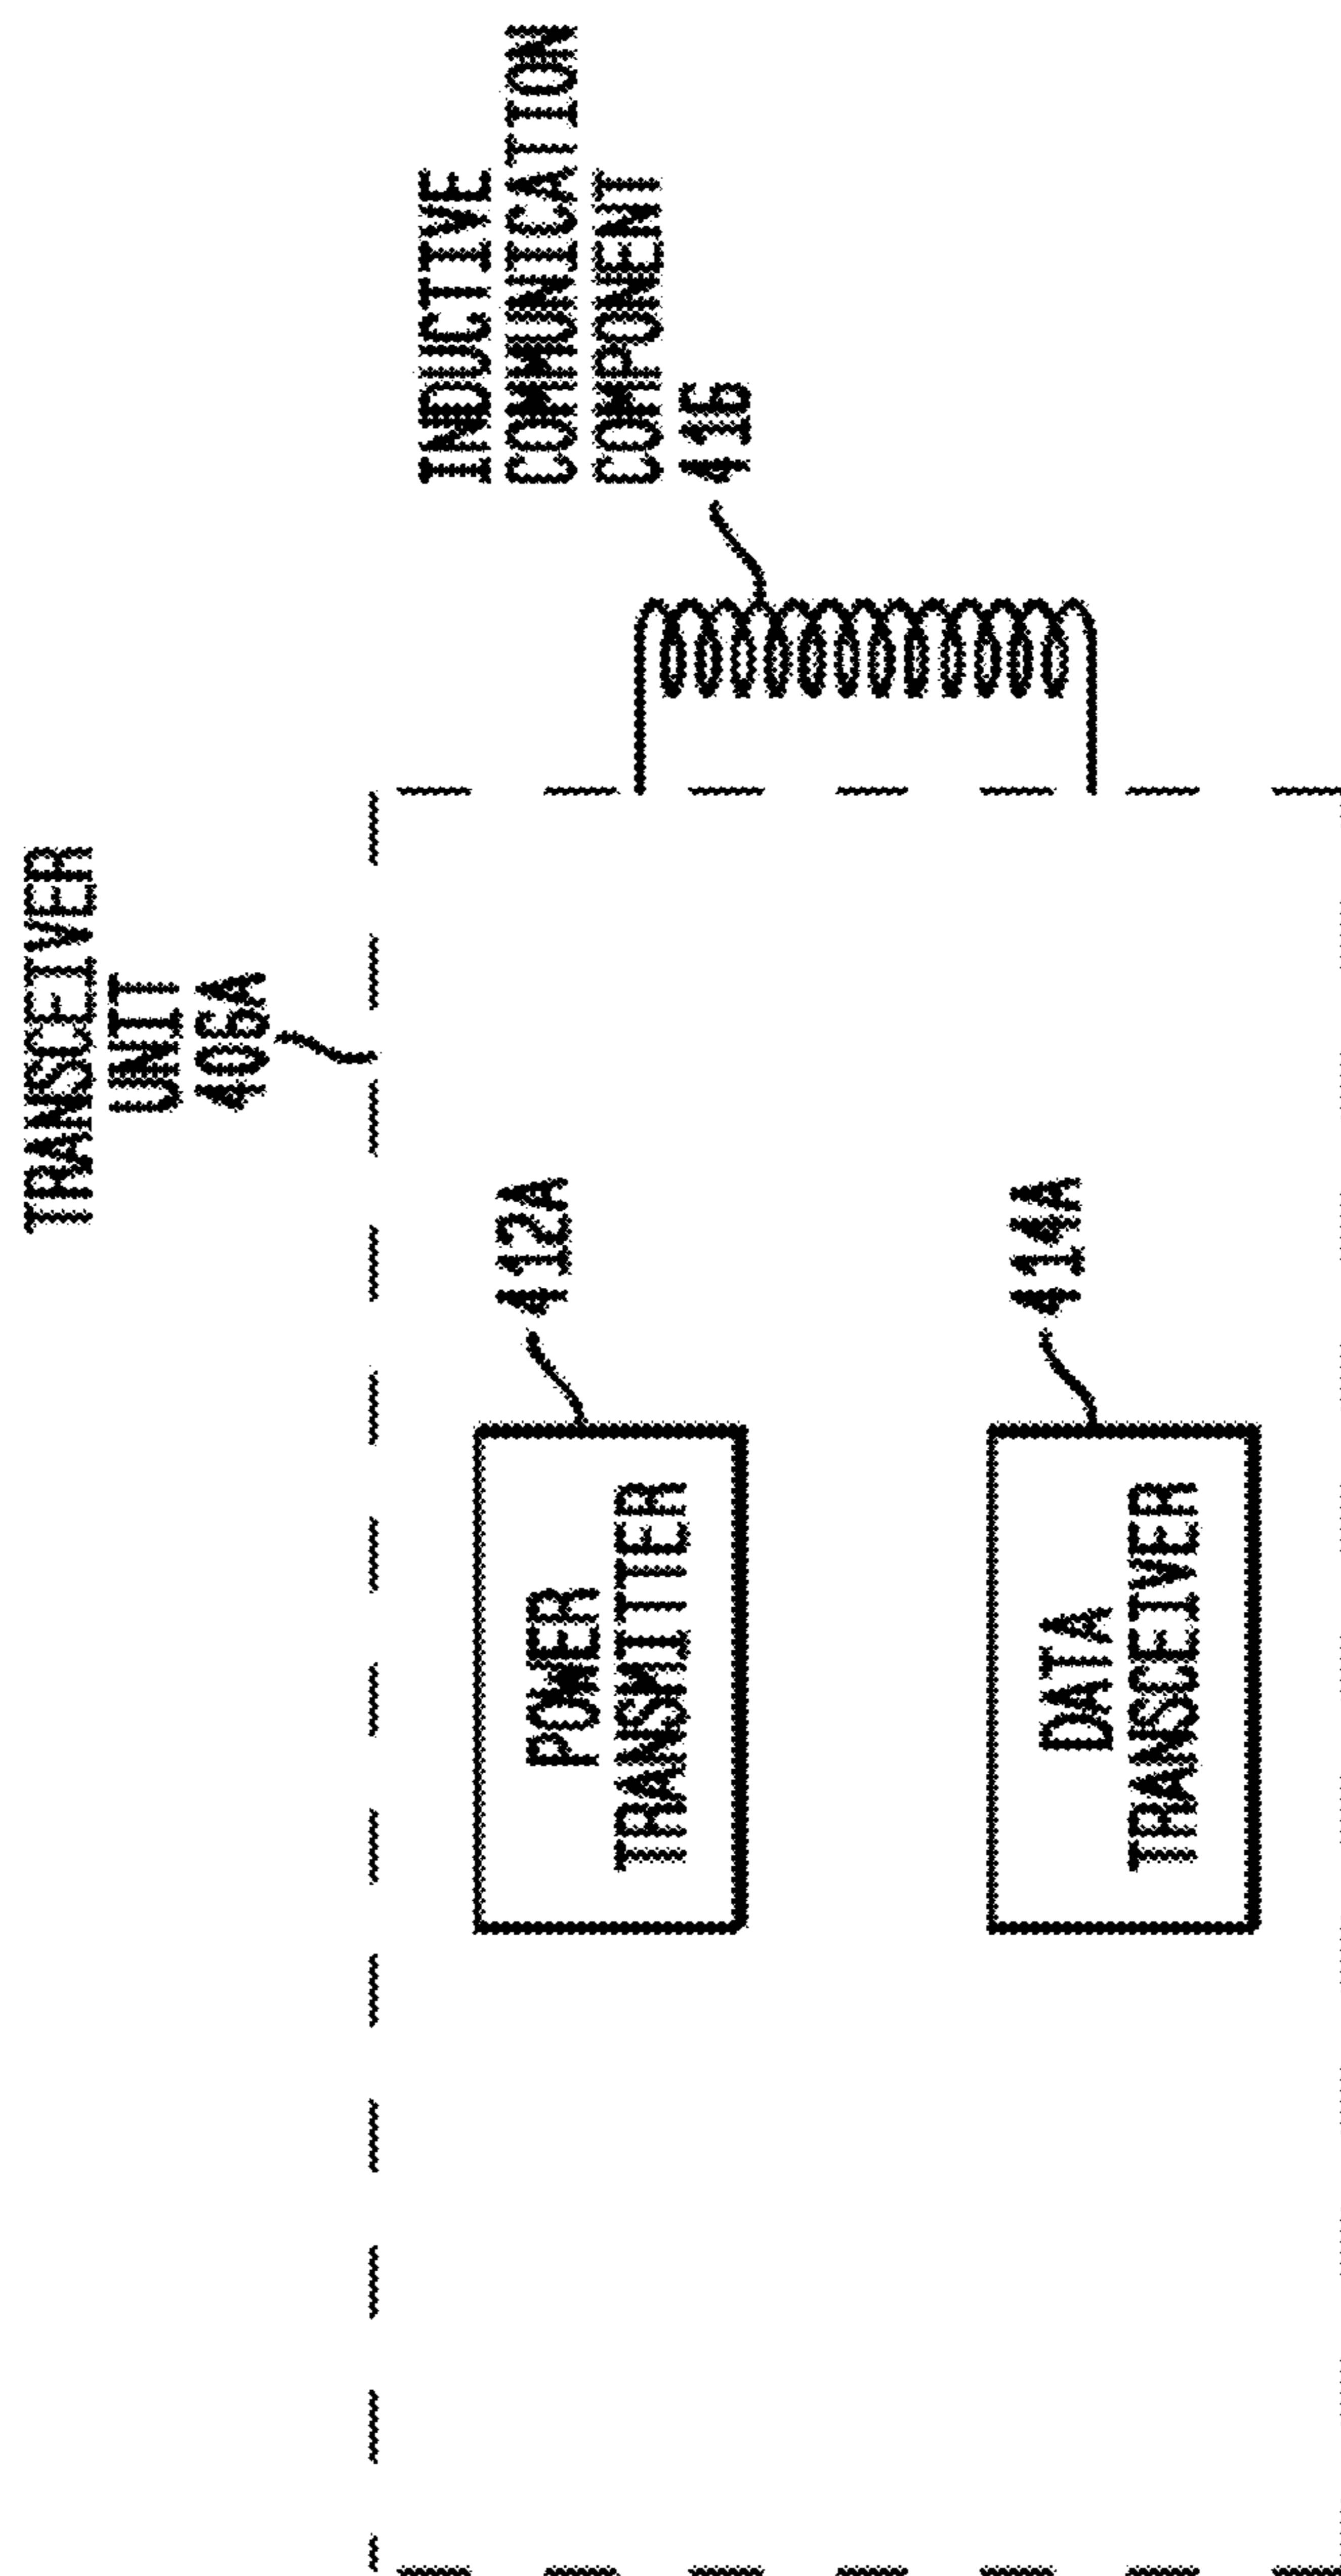 TRANSCEIVER
UNIT
406A
INDUCTIVE
COMMUNICATION
COMPONENT
416
POWER
TRANSMITTER
412A
DATA
TRANSCEIVER
414A